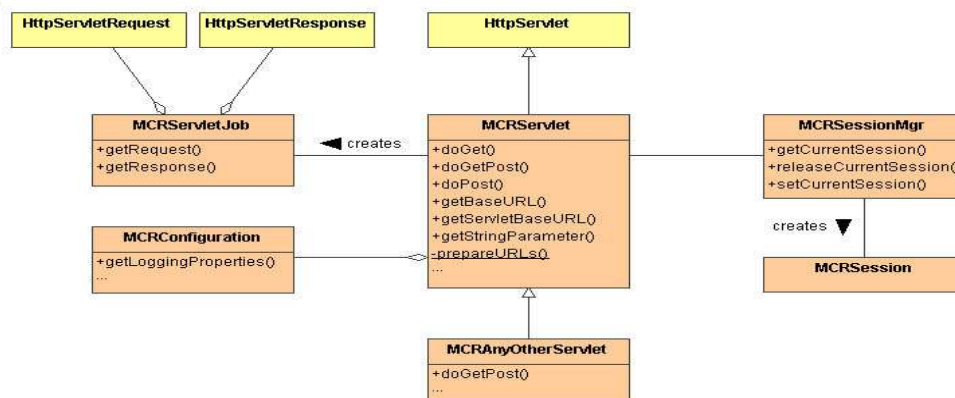 HttpServletRequest
HttpServletResponse
HttpServlet
MCRServletJob
+getRequest()
+getResponse()
creates
MCRServlet
+doGet()
+doGetPost()
+doPost()
+getBaseURL()
+getServletBaseURL()
+getStringParameter()
-prepareURLs()
...
MCRSessionMgr
+getCurrentSession()
+releaseCurrentSession()
+setCurrentSession()
creates
MCRConfiguration
+getLoggingProperties()
...
MCRSession
MCRAnyOtherServlet
+doGetPost()
...